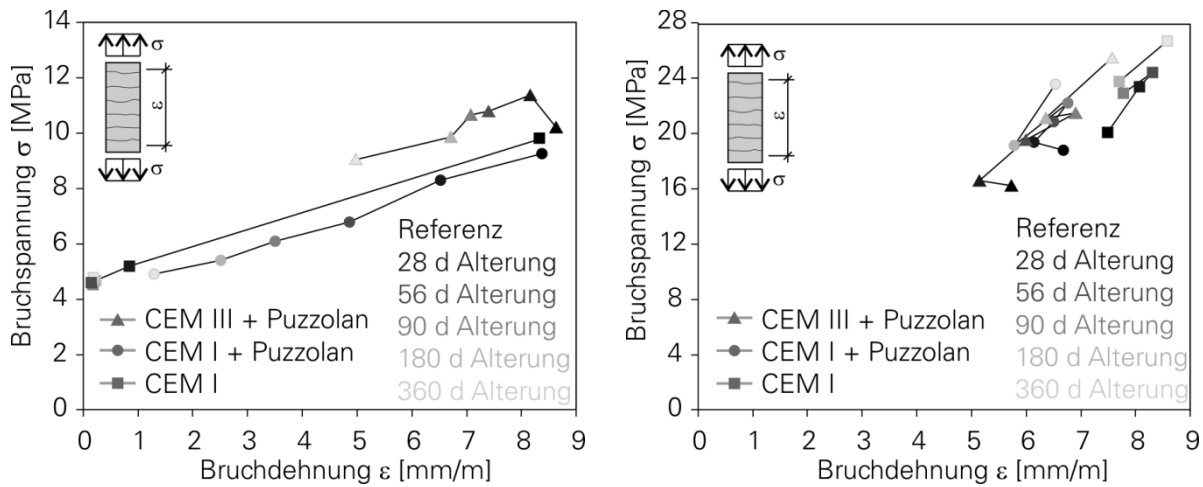 Bruchspannung σ [MPa]
14
12
10
8
6
4
2
0
σ
ε
σ
Referenz
28 d Alterung
56 d Alterung
90 d Alterung
180 d Alterung
360 d Alterung
CEM III + Puzzolan
CEM I + Puzzolan
CEM I
0 1 2 3 4 5 6 7 8 9
Bruchdehnung ε [mm/m]
Bruchspannung σ [MPa]
28
24
20
16
12
8
4
0
σ
ε
σ
Referenz
28 d Alterung
56 d Alterung
90 d Alterung
180 d Alterung
360 d Alterung
CEM III + Puzzolan
CEM I + Puzzolan
CEM I
0 1 2 3 4 5 6 7 8 9
Bruchdehnung ε [mm/m]